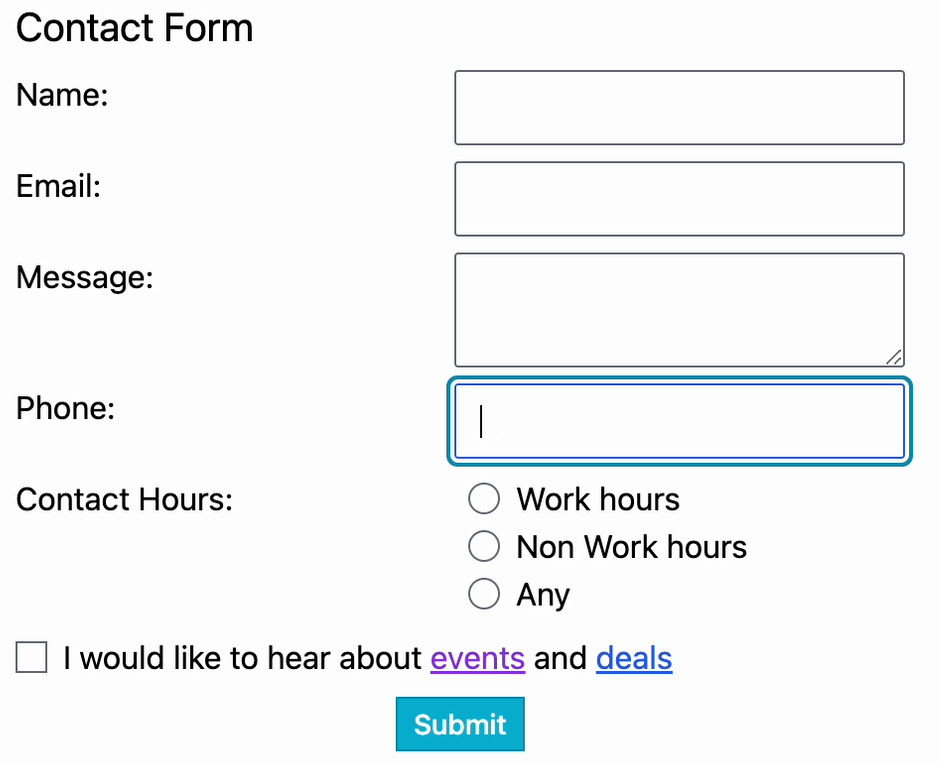 Contact Form
Name:
Email:
Message:
Phone:
Contact Hours:
Work hours
Non Work hours
Any
I would like to hear about events and deals
Submit